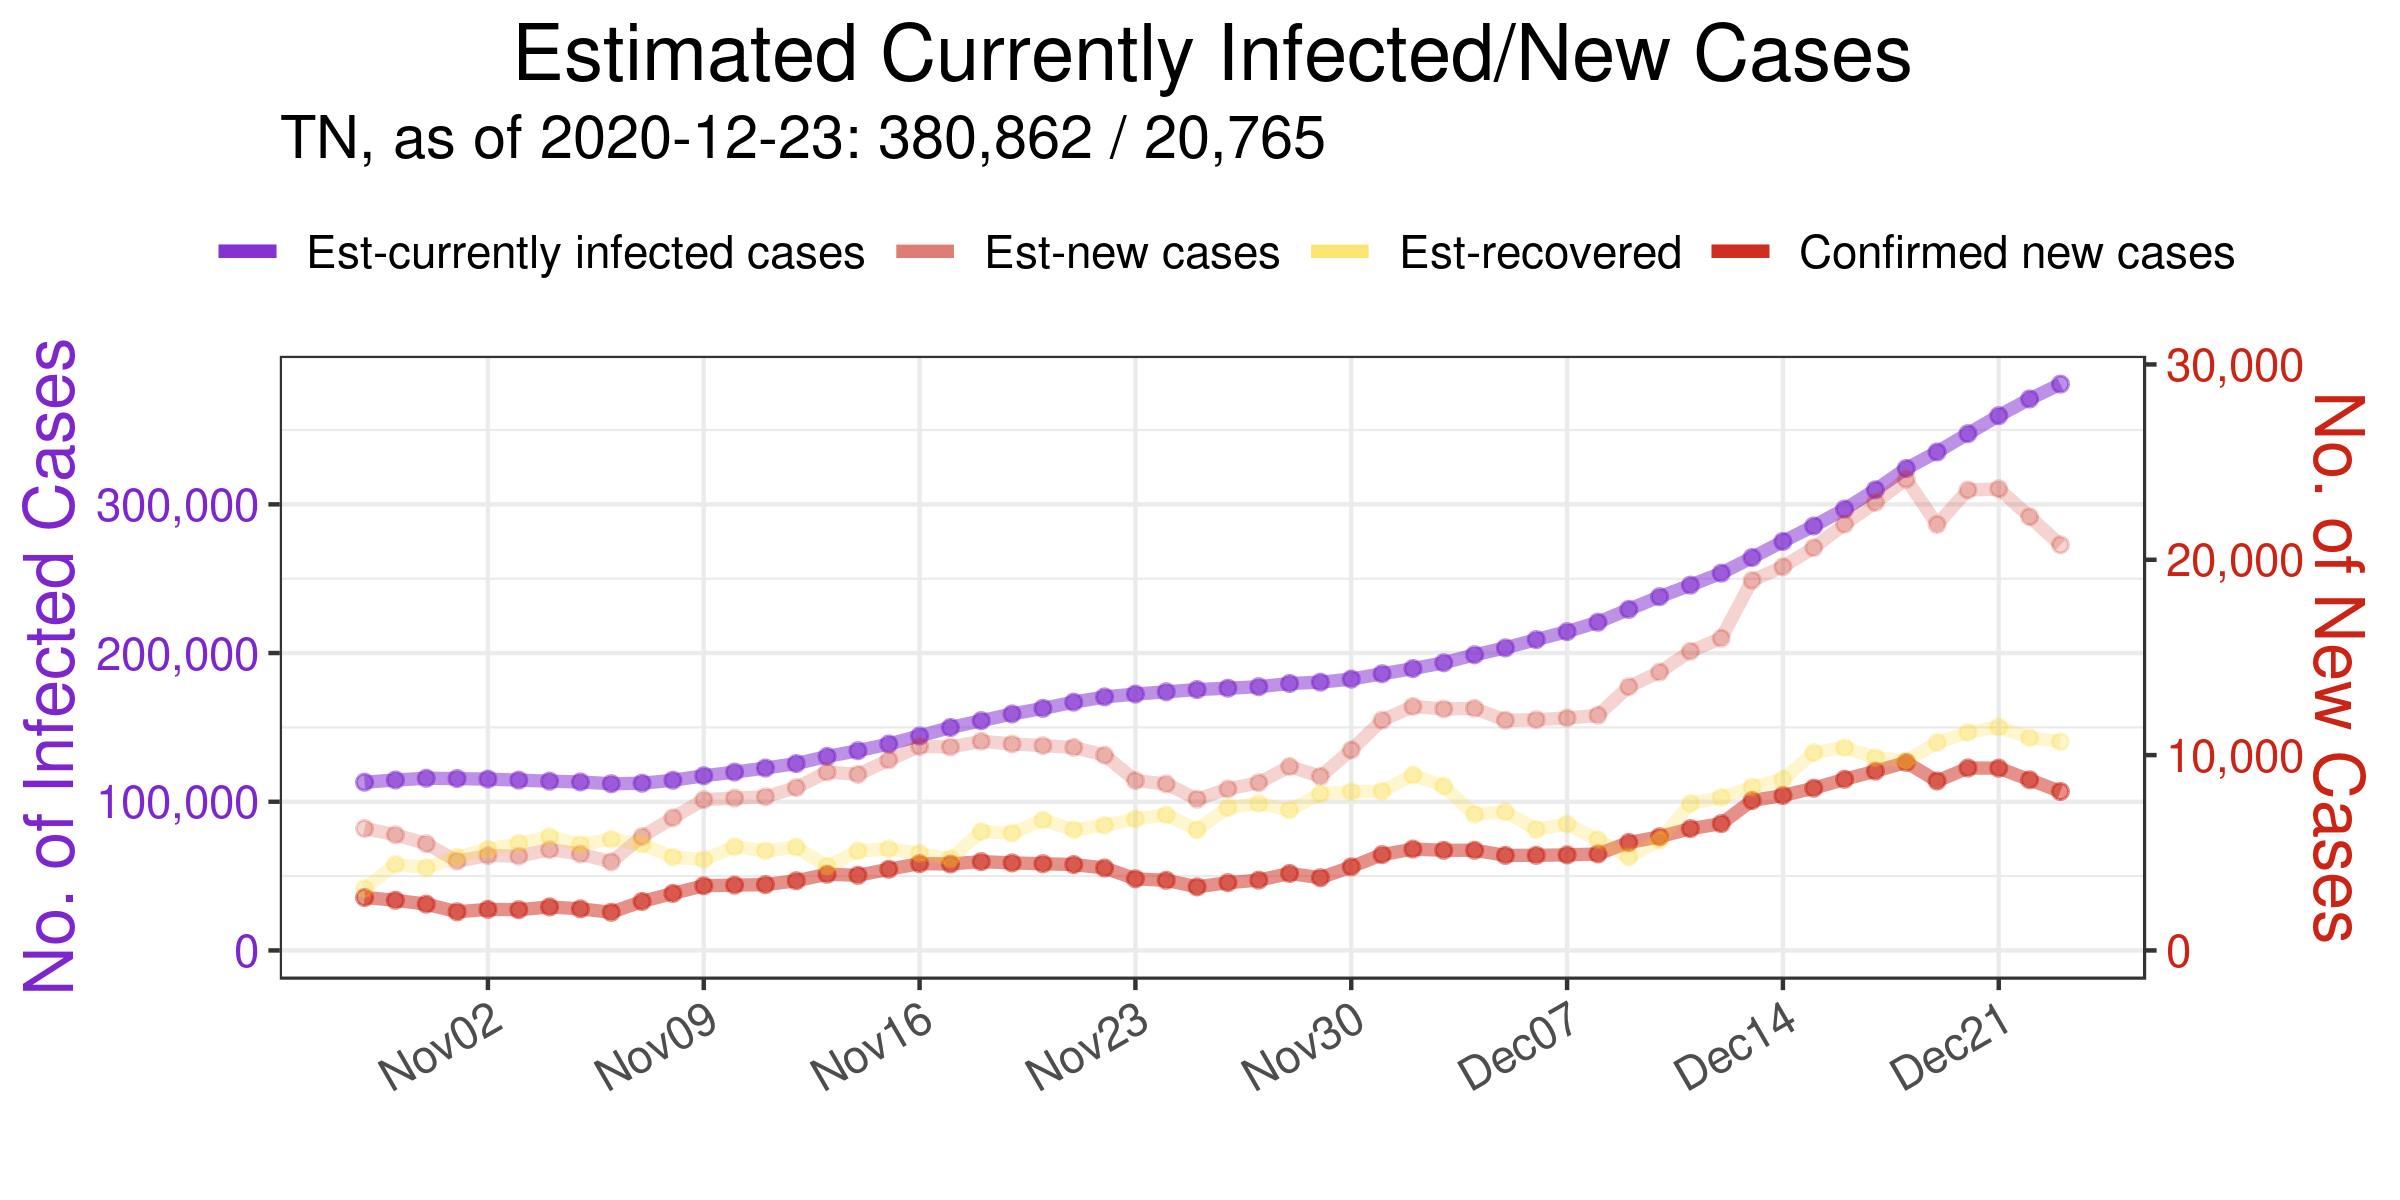 Estimated Currently Infected/New Cases
TN, as of 2020-12-23: 380,862 / 20,765
Est-currently infected cases Est-new cases Est-recovered Confirmed new cases
No. of Infected Cases
300,000
200,000
100,000
0
30,000
20,000
10,000
0
No. of New Cases
Nov02 Nov09 Nov16 Nov23 Nov30 Dec07 Dec14 Dec21